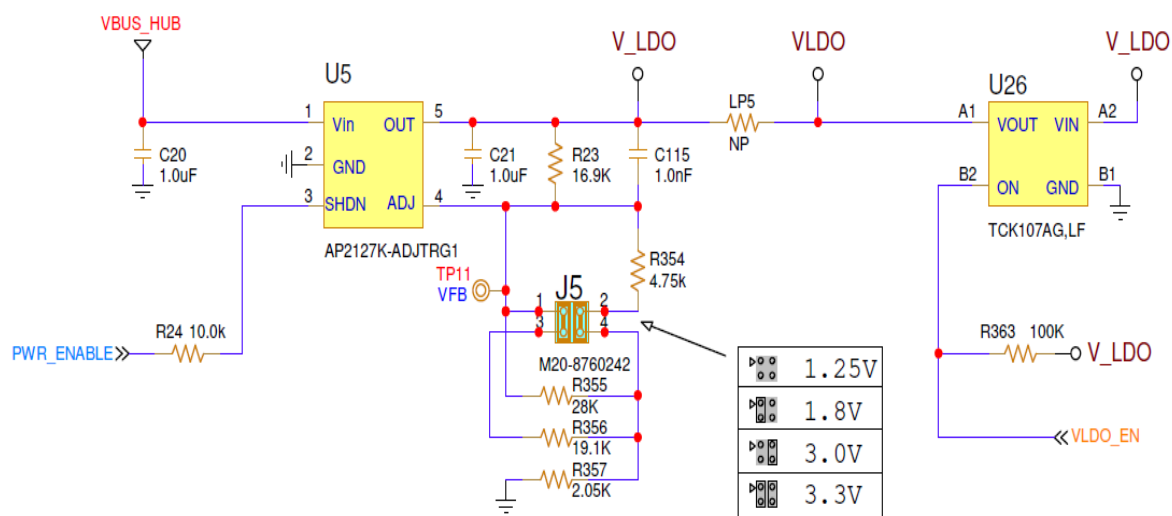 VBUS_HUB
V_LDO
VLDO
V_LDO
U5
U26
LP5
NP
1
Vin
OUT
5
A1
VOUT
VIN
A2
C20
1.0uF
2
GND
C21
1.0uF
R23
16.9K
C115
1.0nF
3
SHDN
ADJ
4
B2
ON
GND
B1
AP2127K-ADJTRG1
TCK107AG,LF
R354
4.75k
TP11
VFB
J5
1
2
3
4
R24 10.0k
PWR_ENABLE
M20-8760242
R355
28K
R356
19.1K
R357
2.05K
1.25V
1.8V
3.0V
3.3V
R363 100K
V_LDO
VLDO_EN